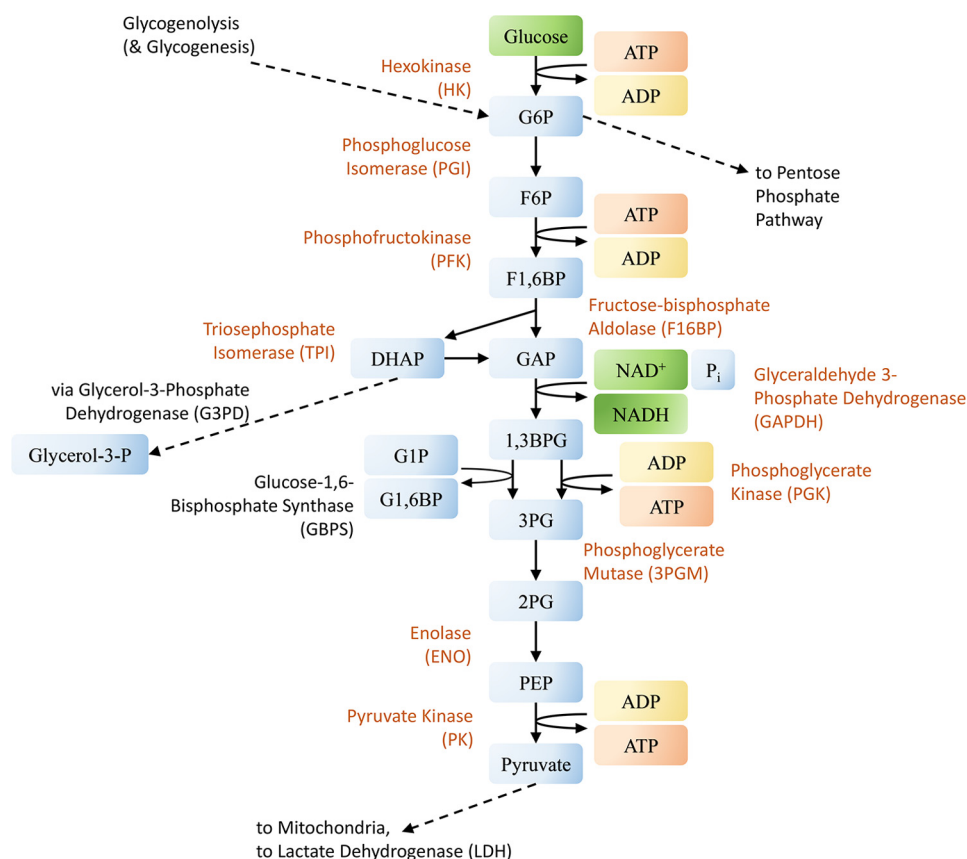 Glycogenolysis
(& Glycogenesis)
Glucose
ATP
Hexokinase
(HK)
ADP
G6P
Phosphoglucose
Isomerase (PGI)
to Pentose
Phosphate
Pathway
F6P
ATP
Phosphofructokinase
(PFK)
ADP
F1,6BP
Fructose-bisphosphate
Aldolase (F16BP)
Triosephosphate
Isomerase (TPI)
DHAP
GAP
NAD⁺
Pᵢ
Glyceraldehyde 3-
Phosphate Dehydrogenase
(GAPDH)
via Glycerol-3-Phosphate
Dehydrogenase (G3PD)
NADH
Glycerol-3-P
1,3BPG
G1P
ADP
Phosphoglycerate
Kinase (PGK)
Glucose-1,6-
Bisphosphate Synthase
(GBPS)
G1,6BP
ATP
3PG
Phosphoglycerate
Mutase (3PGM)
2PG
Enolase
(ENO)
PEP
ADP
Pyruvate Kinase
(PK)
ATP
Pyruvate
to Mitochondria,
to Lactate Dehydrogenase (LDH)